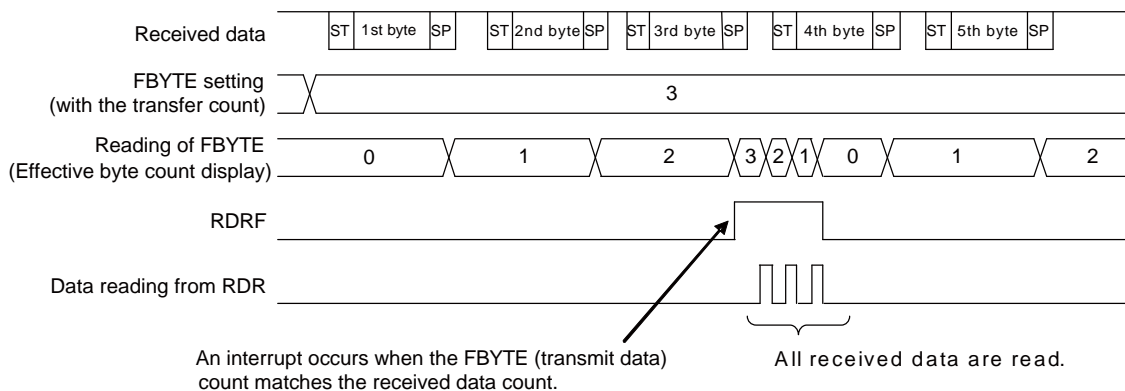 Received data
ST 1st byte SP ST 2nd byte SP ST 3rd byte SP ST 4th byte SP ST 5th byte SP
FBYTE setting
(with the transfer count)
3
Reading of FBYTE
(Effective byte count display)
0 1 2 3 2 1 0 1 2
RDRF
Data reading from RDR
An interrupt occurs when the FBYTE (transmit data)
count matches the received data count.
All received data are read.